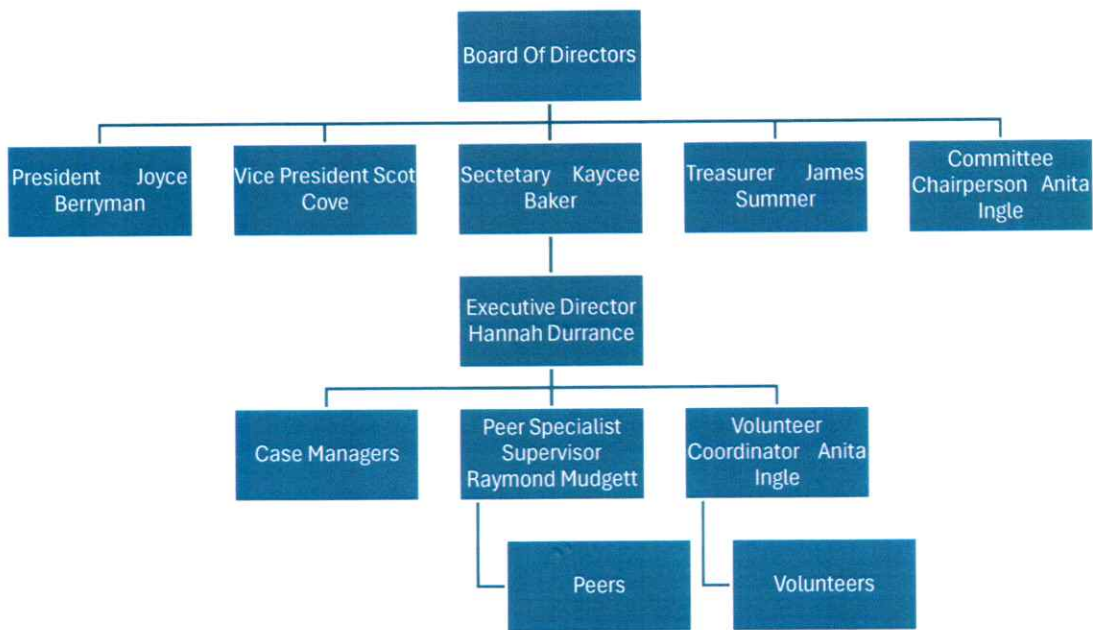 Board Of Directors
President Joyce
Berryman
Vice President Scot
Cove
Sectetary Kaycee
Baker
Treasurer James
Summer
Committee
Chairperson Anita
Ingle
Executive Director
Hannah Durrance
Case Managers
Peer Specialist
Supervisor
Raymond Mudgett
Volunteer
Coordinator Anita
Ingle
Peers
Volunteers